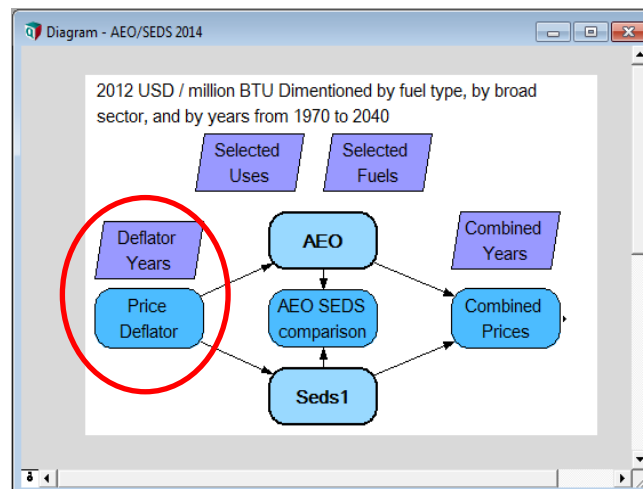 Diagram - AEO/SEDS 2014
2012 USD / million BTU Dimentioned by fuel type, by broad
sector, and by years from 1970 to 2040
Selected
Uses
Selected
Fuels
Deflator
Years
AEO
Combined
Years
Price
Deflator
AEO SEDS
comparison
Combined
Prices
Seds1